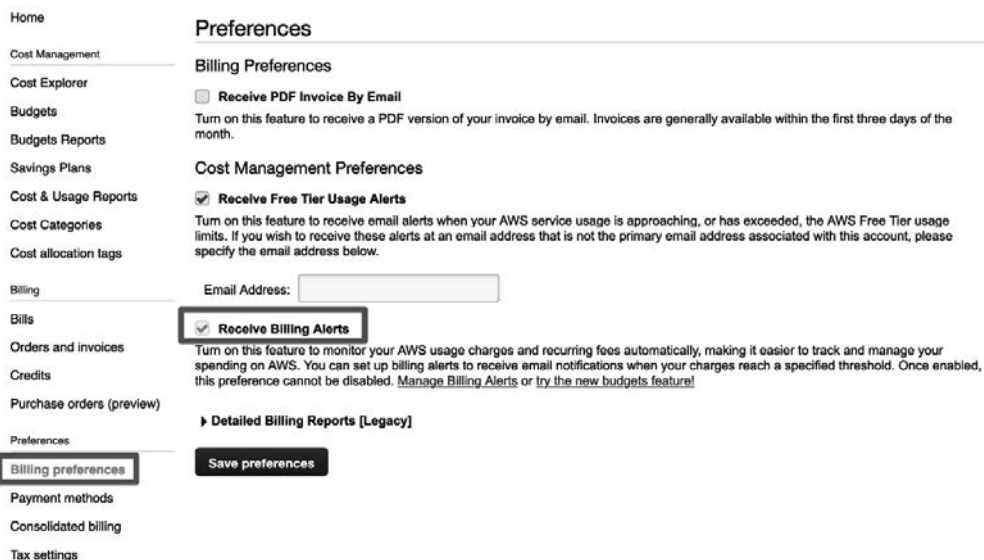 Home
Cost Management
Cost Explorer
Budgets
Budgets Reports
Savings Plans
Cost & Usage Reports
Cost Categories
Cost allocation tags
Billing
Bills
Orders and invoices
Credits
Purchase orders (preview)
Preferences
Billing preferences
Payment methods
Consolidated billing
Tax settings
Preferences
Billing Preferences
Receive PDF Invoice By Email
Turn on this feature to receive a PDF version of your invoice by email. Invoices are generally available within the first three days of the
month.
Cost Management Preferences
Receive Free Tier Usage Alerts
Turn on this feature to receive email alerts when your AWS service usage is approaching, or has exceeded, the AWS Free Tier usage
limits. If you wish to receive these alerts at an email address that is not the primary email address associated with this account, please
specify the email address below.
Email Address:
Receive Billing Alerts
Turn on this feature to monitor your AWS usage charges and recurring fees automatically, making it easier to track and manage your
spending on AWS. You can set up billing alerts to receive email notifications when your charges reach a specified threshold. Once enabled,
this preference cannot be disabled. Manage Billing Alerts or try the new budgets feature!
Detailed Billing Reports [Legacy]
Save preferences